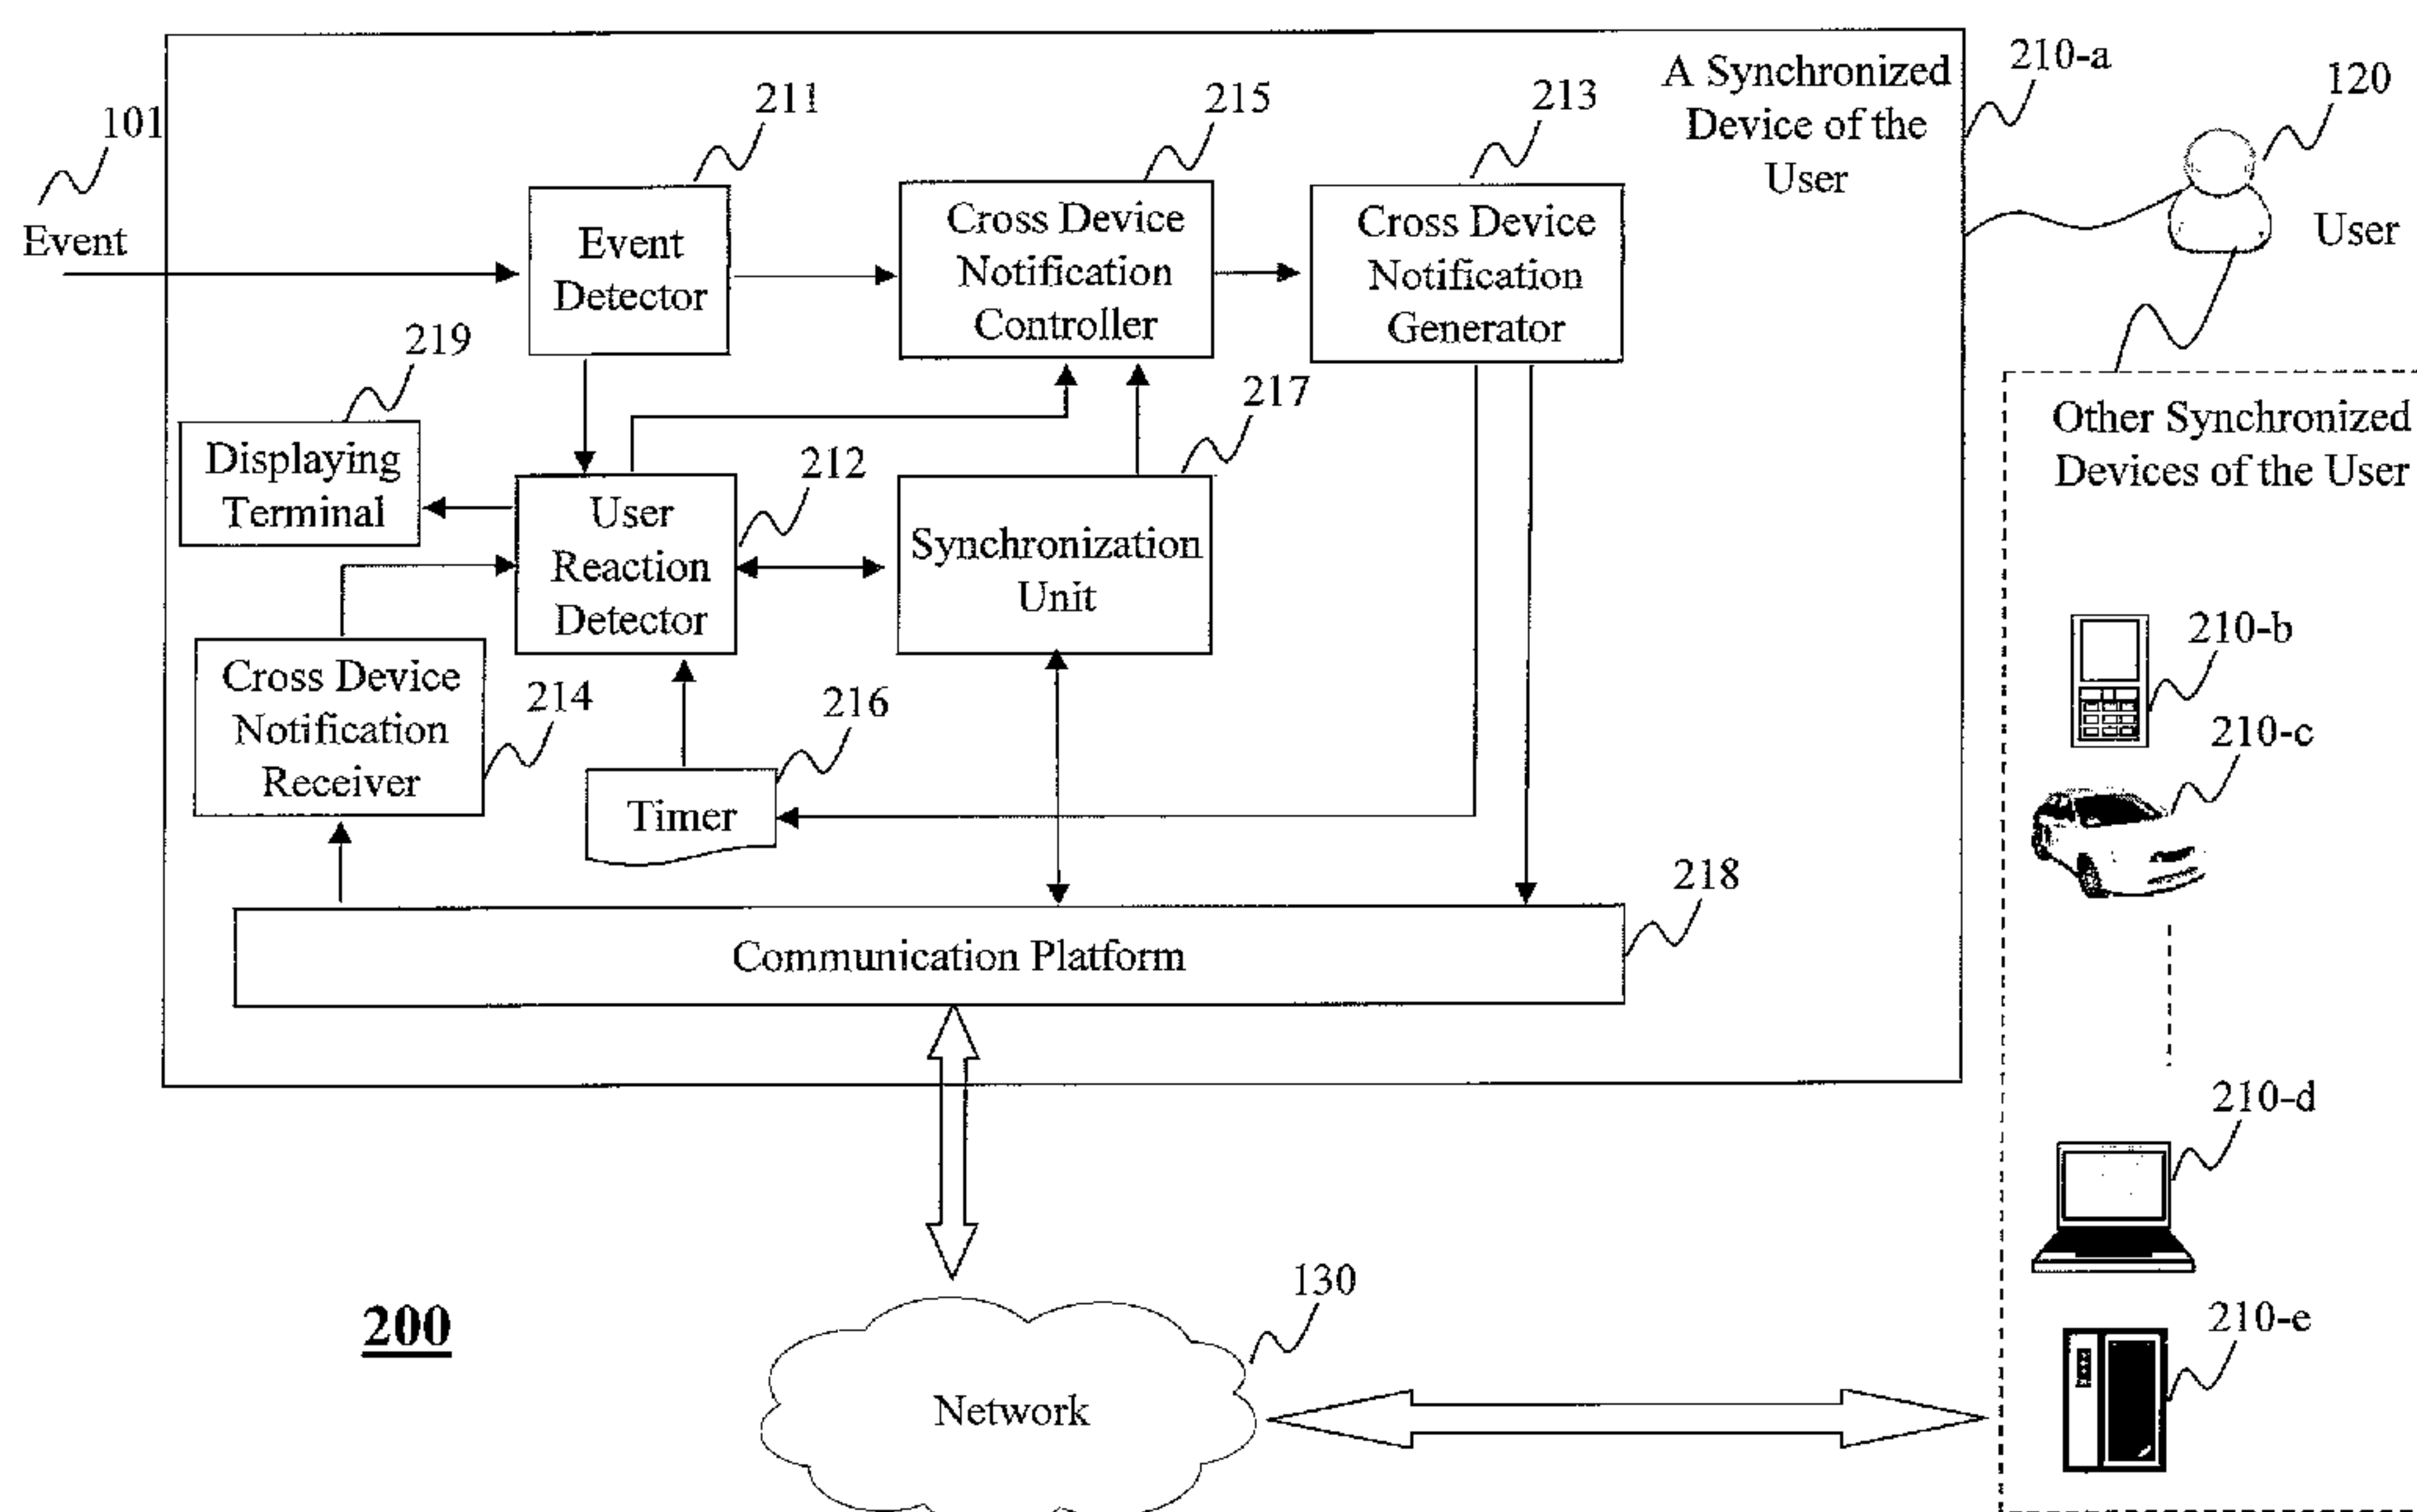 A Synchronized
Device of the
User
210-a
120
User
101
Event
211
Event
Detector
215
Cross Device
Notification
Controller
213
Cross Device
Notification
Generator
219
Displaying
Terminal
212
User
Reaction
Detector
217
Synchronization
Unit
Other Synchronized
Devices of the User
Cross Device
Notification
Receiver
214
216
Timer
218
Communication Platform
210-b
210-c
210-d
210-e
200
130
Network